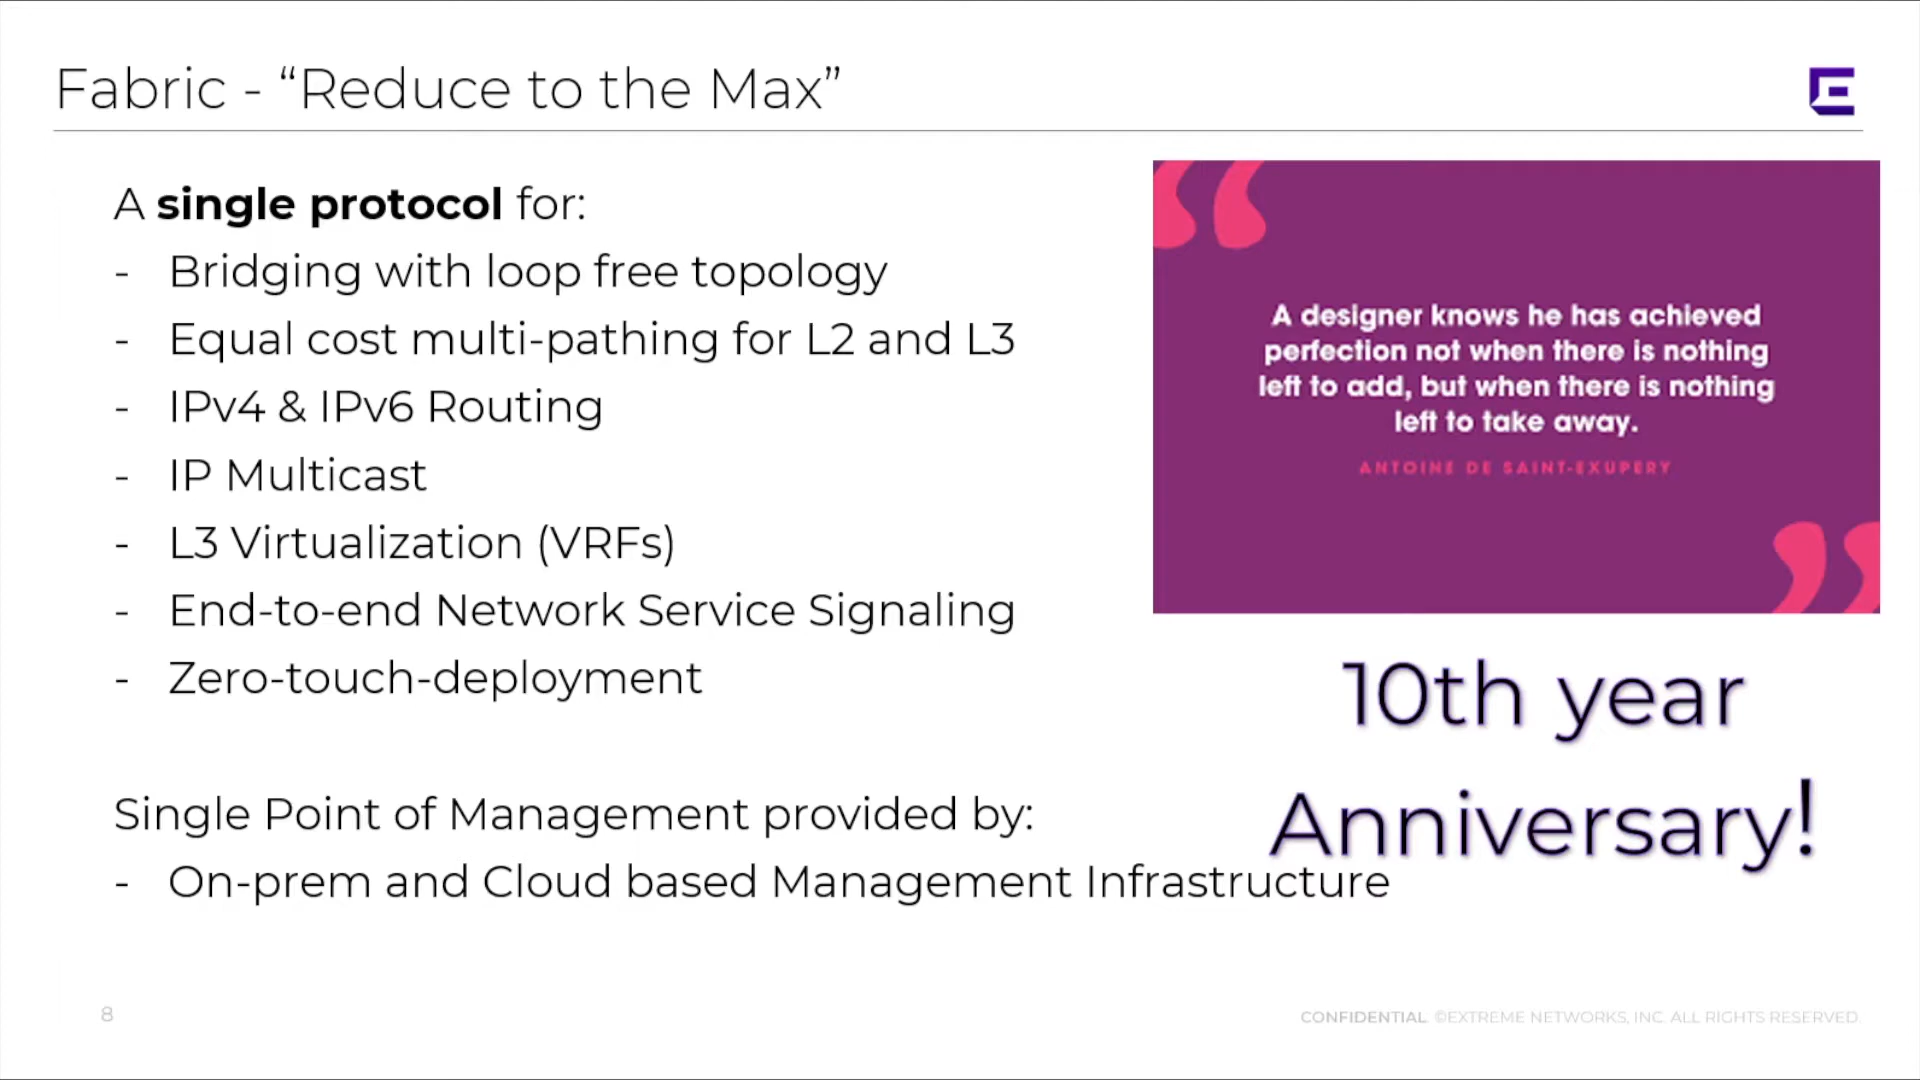 Fabric - “Reduce to the Max”
A single protocol for:
- Bridging with loop free topology
- Equal cost multi-pathing for L2 and L3
- IPv4 & IPv6 Routing
- IP Multicast
- L3 Virtualization (VRFs)
- End-to-end Network Service Signaling
- Zero-touch-deployment
Single Point of Management provided by:
- On-prem and Cloud based Management Infrastructure
A designer knows he has achieved
perfection not when there is nothing
left to add, but when there is nothing
left to take away.
ANTOINE DE SAINT-EXUPERY
10th year
Anniversary!
8
CONFIDENTIAL. ©EXTREME NETWORKS, INC. ALL RIGHTS RESERVED.